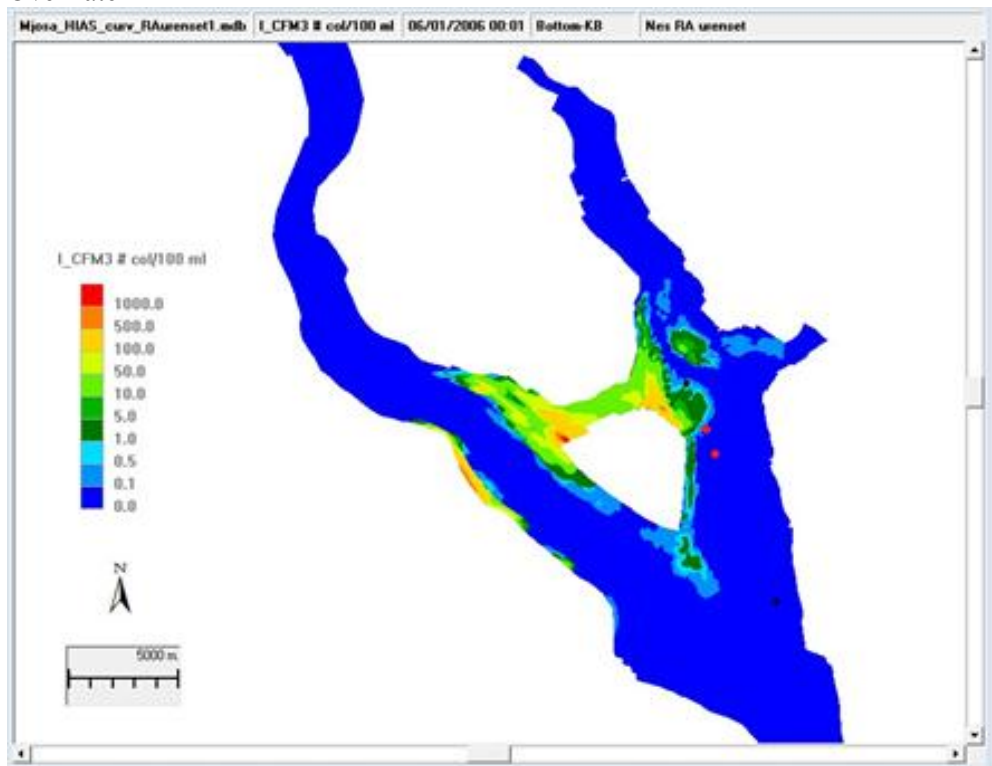 Mjosa_HIAS_curv_RAurenset1.mdb I_CFM3 # col/100 ml 06/01/2006 00:01 Bottom-KB Nes RA urenset
I_CFM3 # col/100 ml
1000.0
500.0
100.0
50.0
10.0
5.0
1.0
0.5
0.1
0.0
N
5000 m.